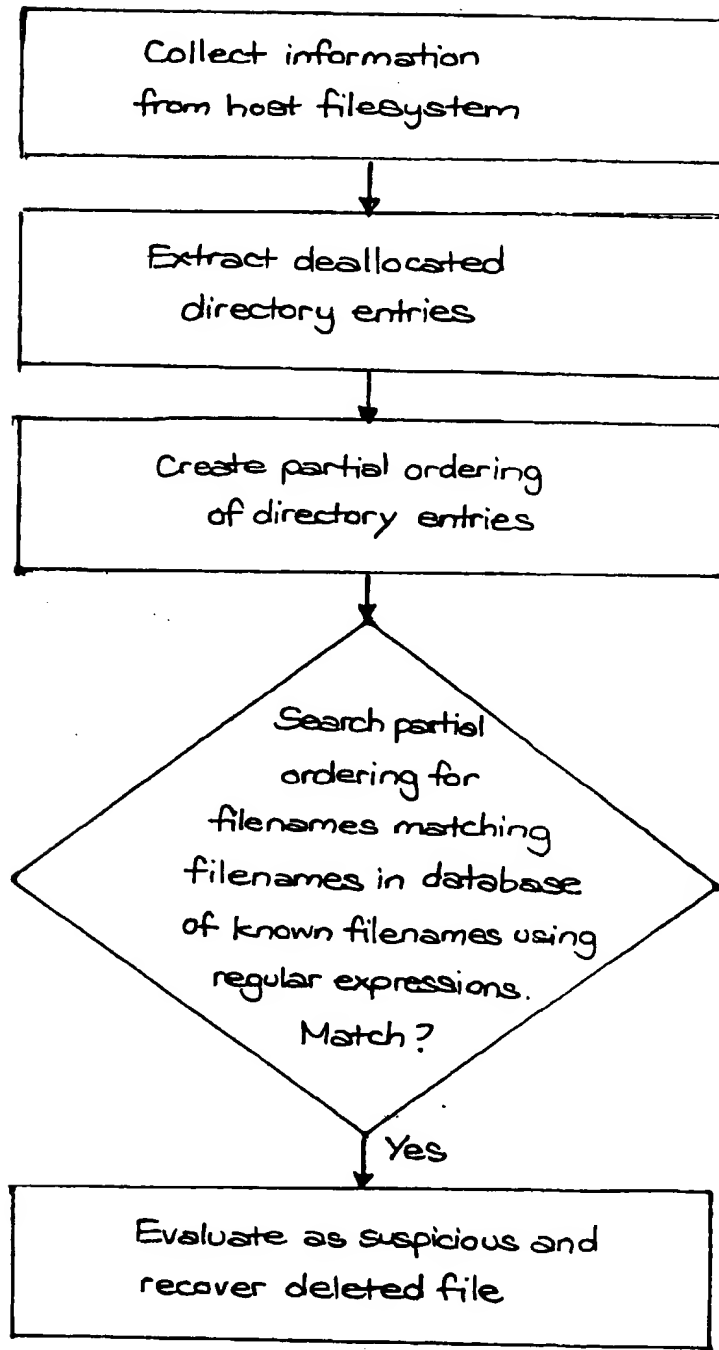 Collect information
from host filesystem
Extract deallocated
directory entries
Create partial ordering
of directory entries
Search partial
ordering for
filenames matching
filenames in database
of known filenames using
regular expressions.
Match?
Yes
Evaluate as suspicious and
recover deleted file